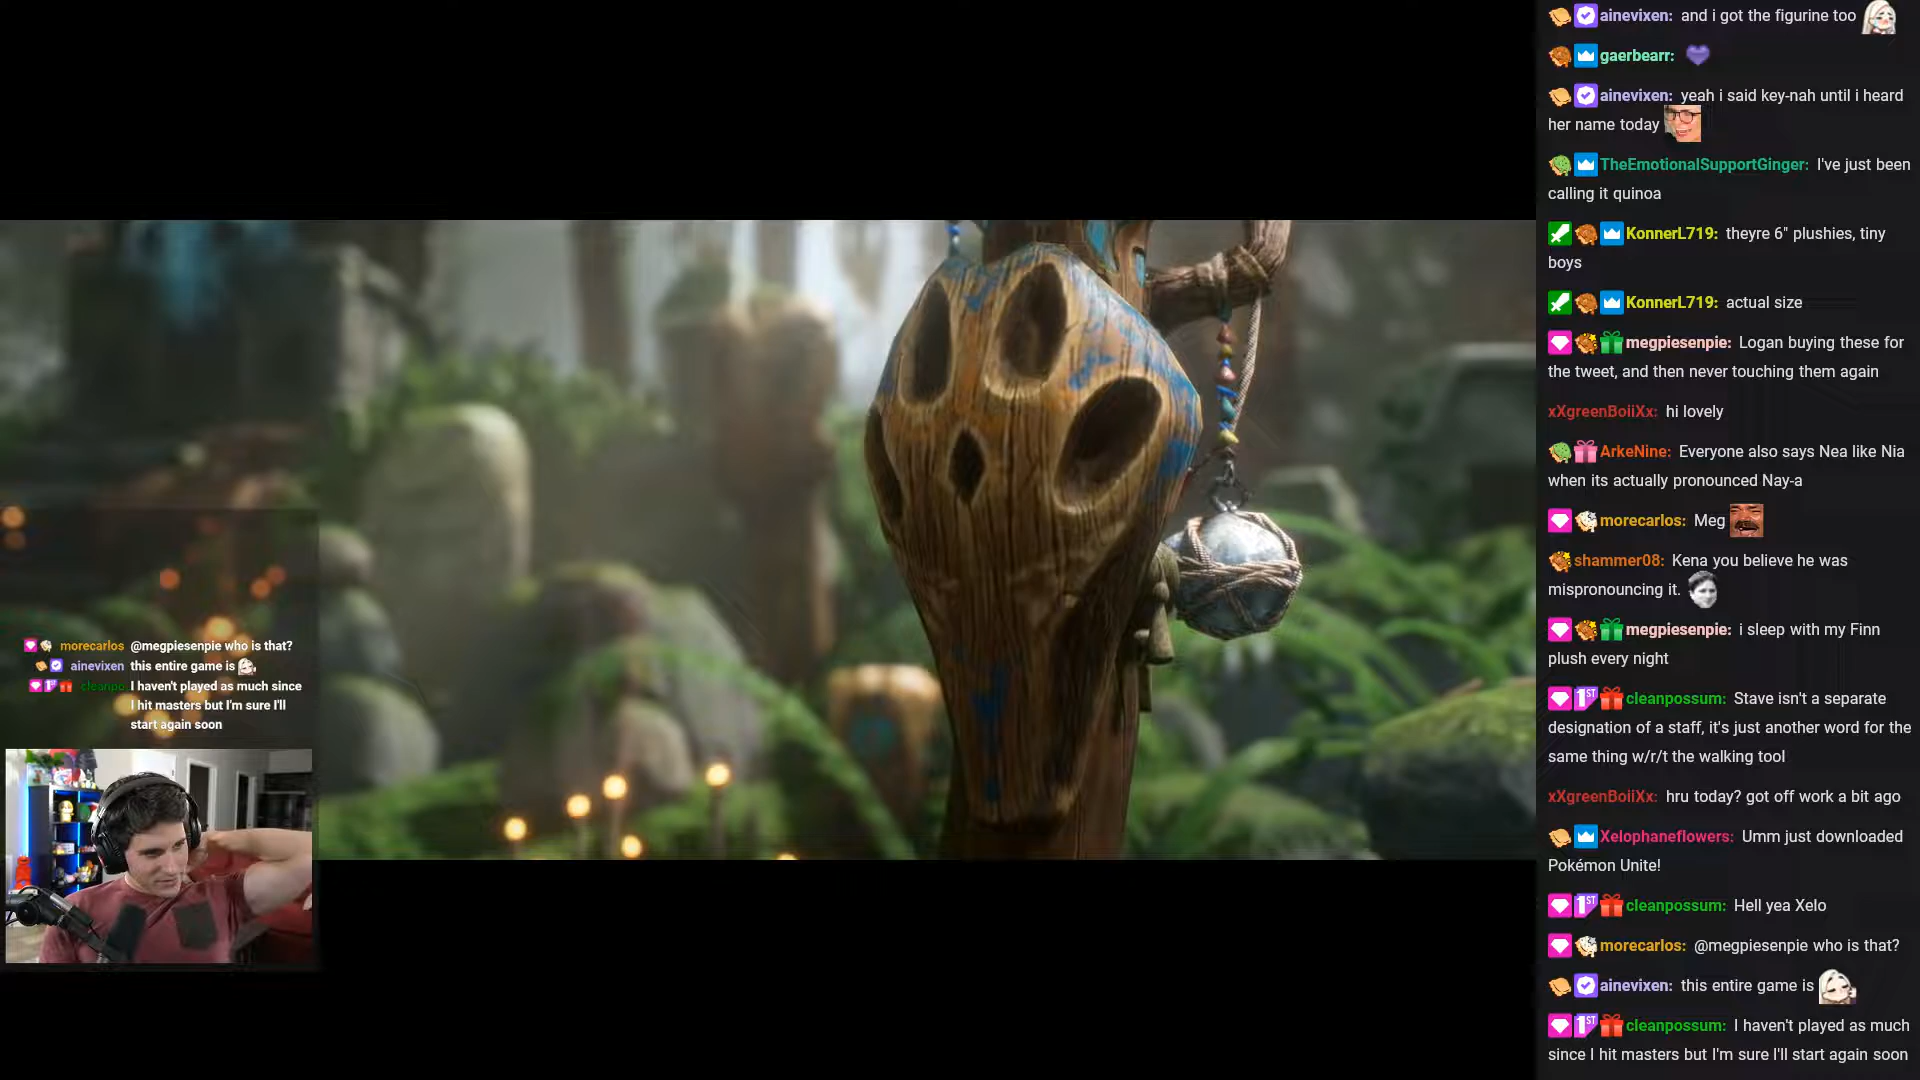 ainevixen: and i got the figurine too
gaerbearr:
ainevixen: yeah i said key-nah until i heard
her name today
TheEmotionalSupportGinger: I've just been
calling it quinoa
KonnerL719: theyre 6" plushies, tiny
boys
KonnerL719: actual size
megpiesenpie: Logan buying these for
the tweet, and then never touching them again
xXgreenBoiiXx: hi lovely
ArkeNine: Everyone also says Nea like Nia
when its actually pronounced Nay-a
morecarlos: Meg
shammer08: Kena you believe he was
mispronouncing it.
megpiesenpie: i sleep with my Finn
plush every night
1ST cleanpossum: Stave isn't a separate
designation of a staff, it's just another word for the
same thing w/r/t the walking tool
xXgreenBoiiXx: hru today? got off work a bit ago
Xelophaneflowers: Umm just downloaded
Pokémon Unite!
1ST cleanpossum: Hell yea Xelo
morecarlos: @megpiesenpie who is that?
ainevixen: this entire game is
1ST cleanpossum: I haven't played as much
since I hit masters but I'm sure I'll start again soon
morecarlos @megpiesenpie who is that?
ainevixen this entire game is
cleanpo I haven't played as much since
I hit masters but I'm sure I'll
start again soon